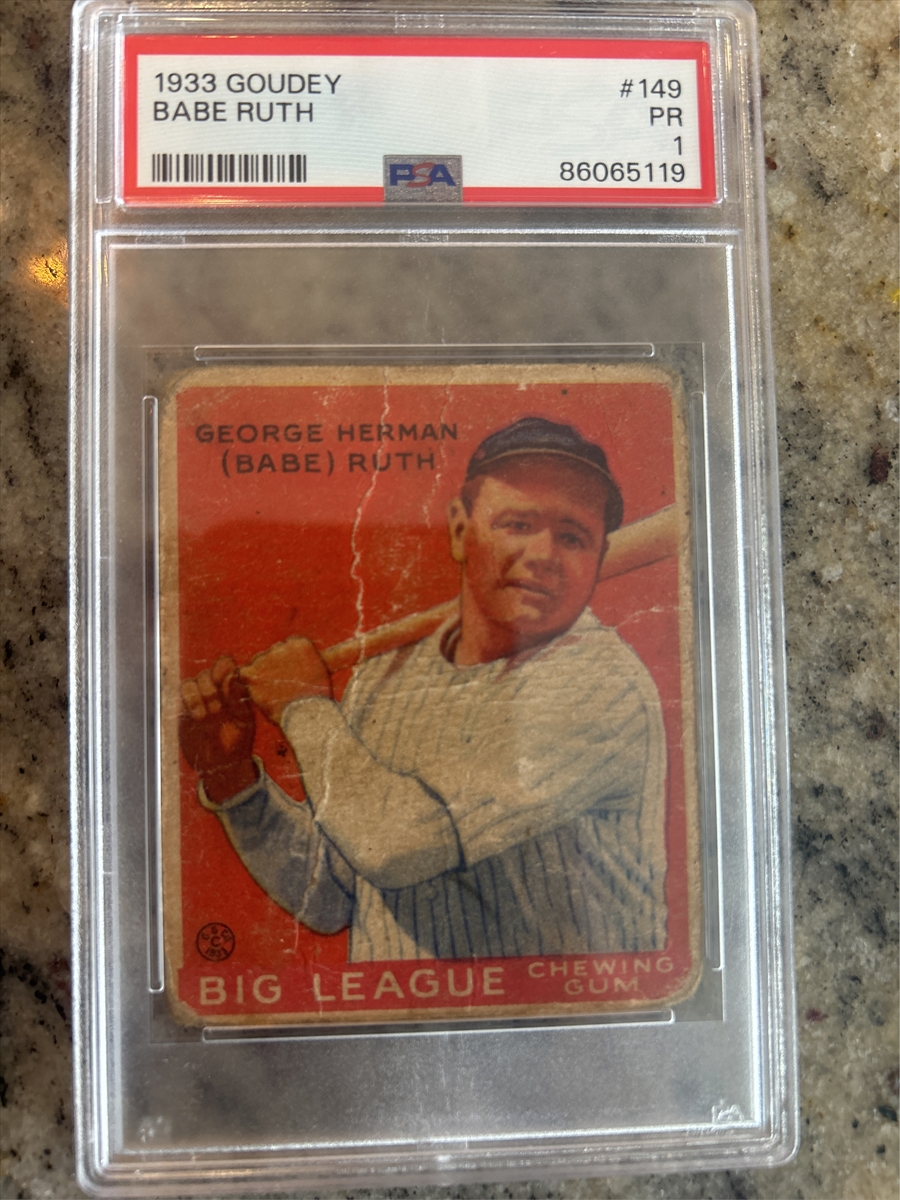 1933 GOUDEY #149
BABE RUTH PR
1
PSA 86065119
GEORGE HERMAN
(BABE) RUTH
BIG LEAGUE CHEWING
GUM